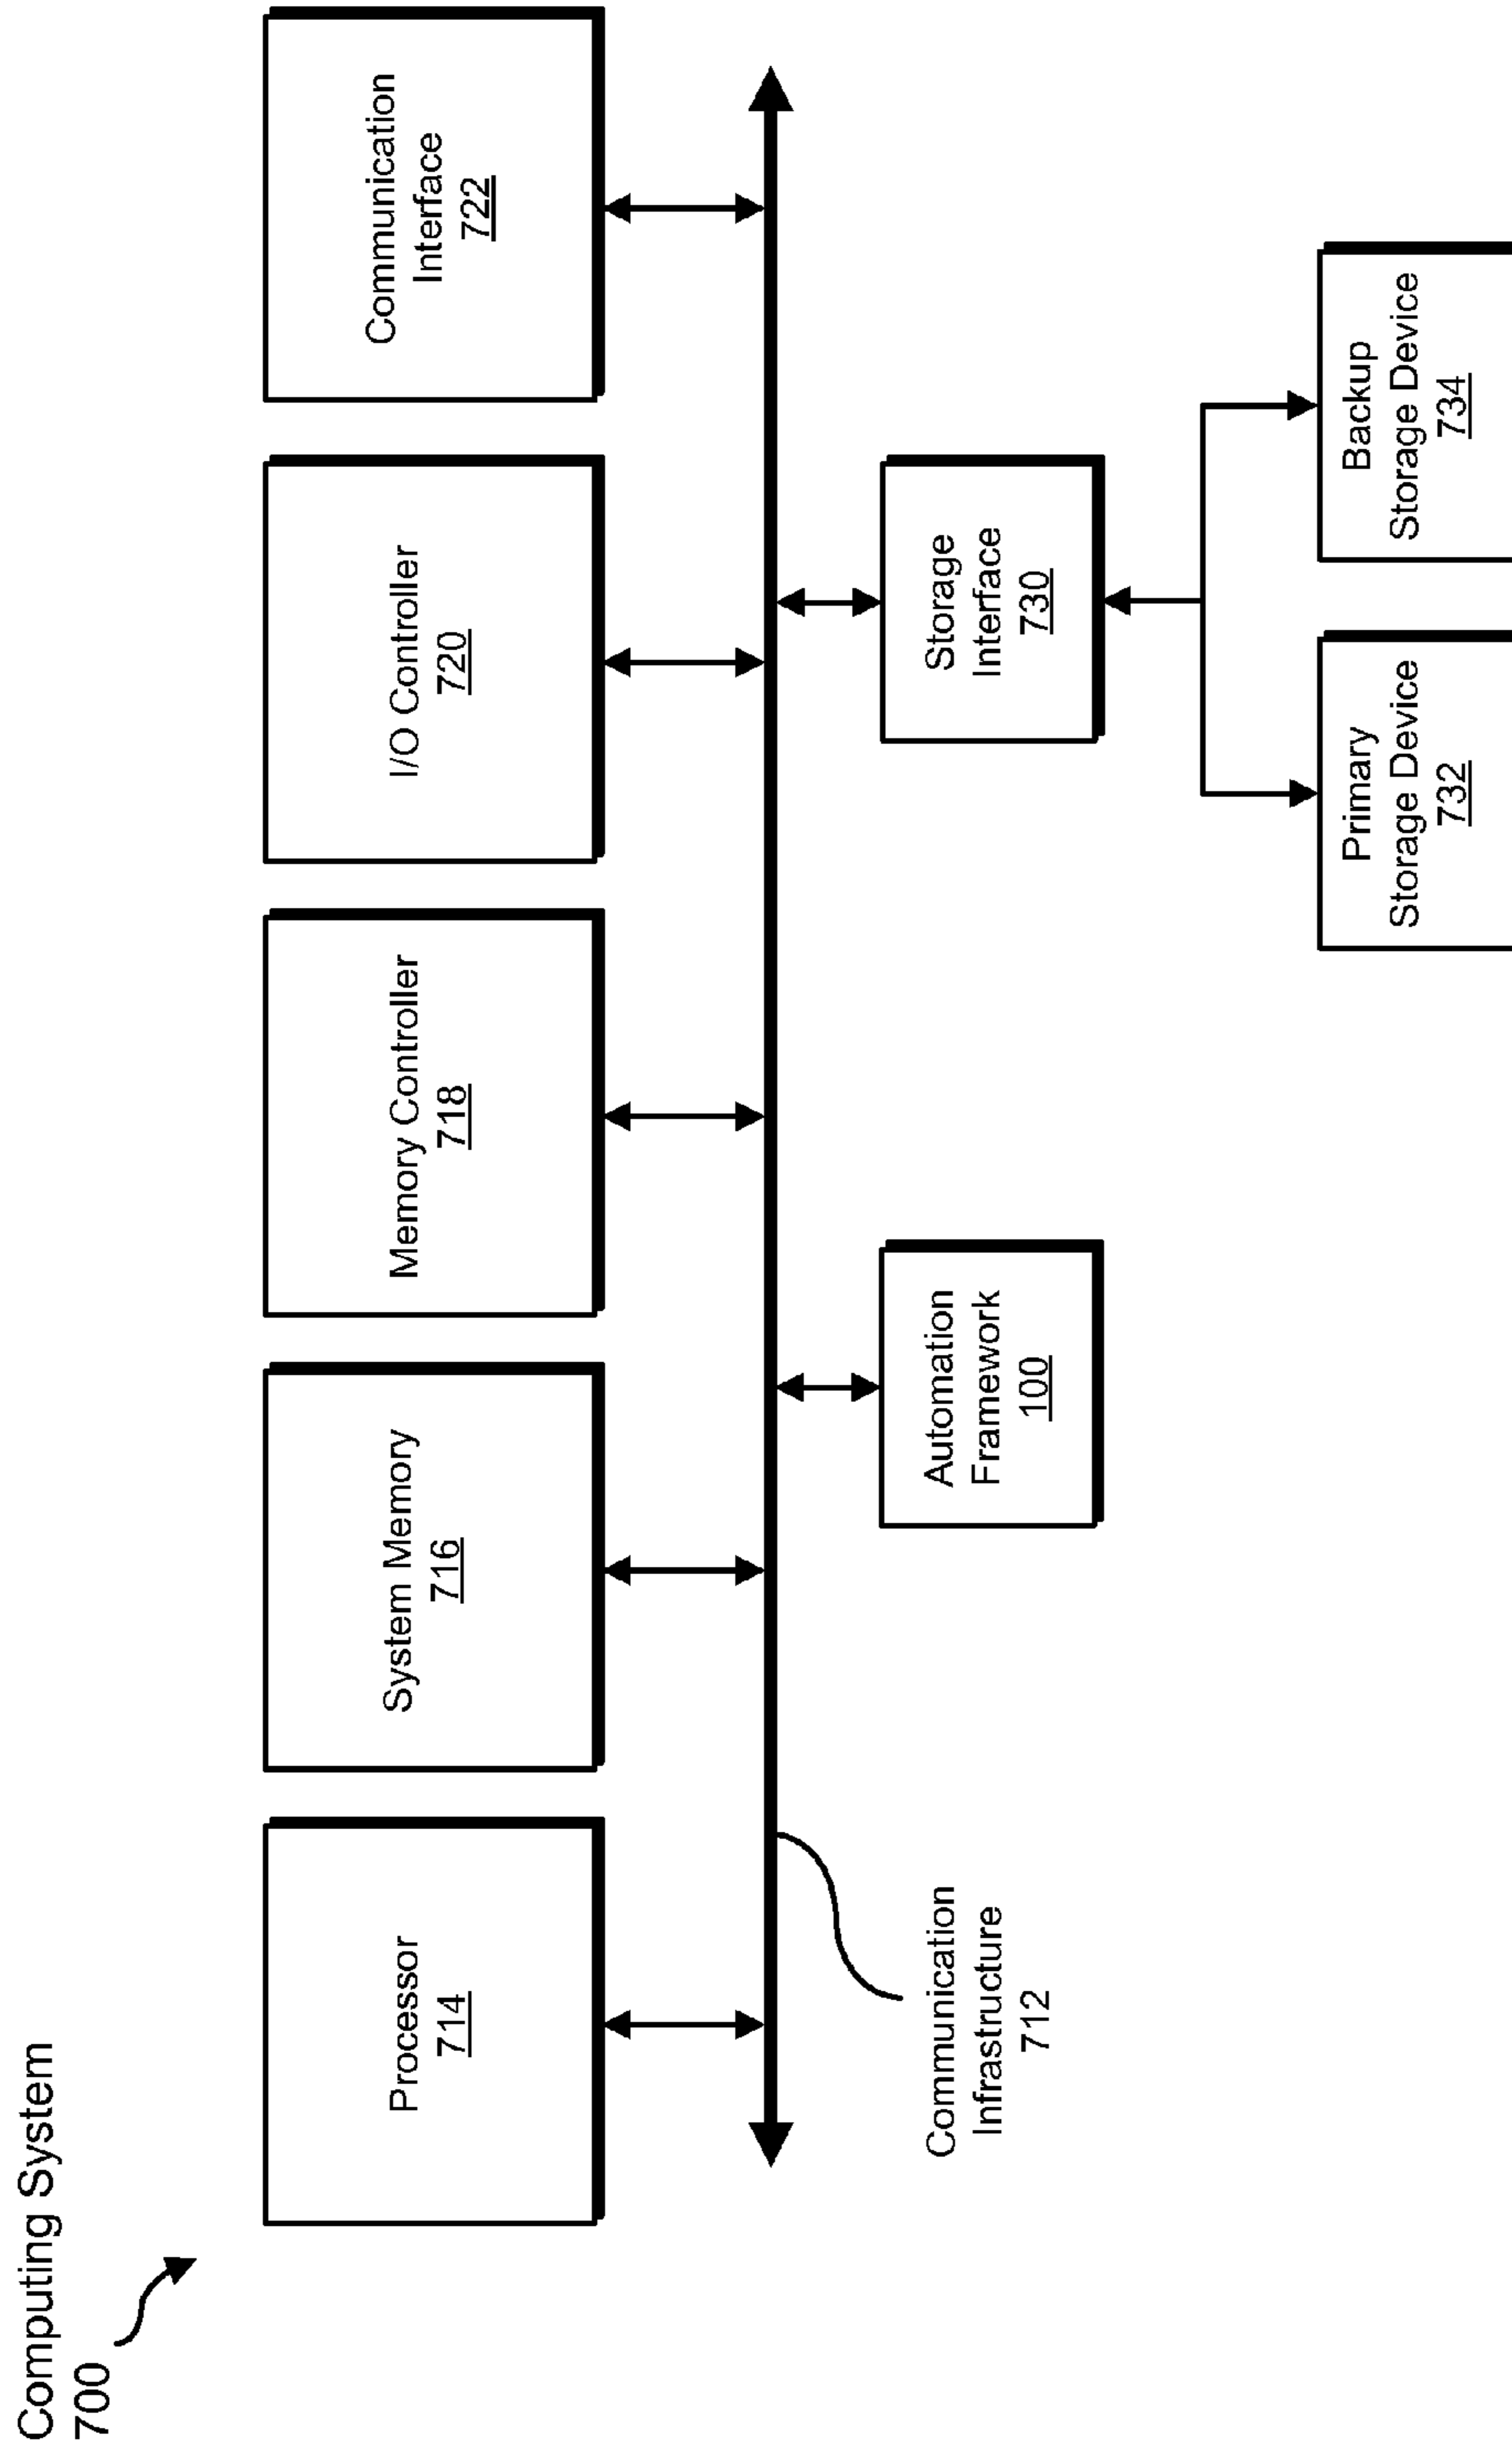 Computing System
700
Processor
714
System Memory
716
Memory Controller
718
I/O Controller
720
Communication
Interface
722
Communication
Infrastructure
712
Automation
Framework
100
Storage
Interface
730
Primary
Storage Device
732
Backup
Storage Device
734